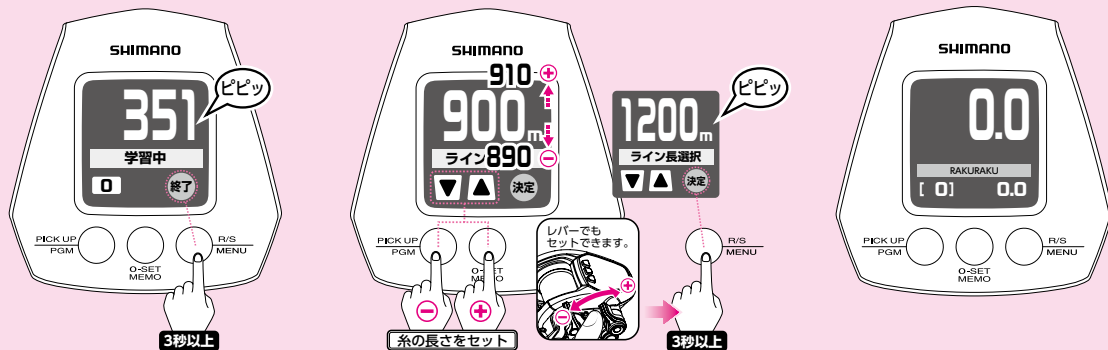 SHIMANO
351
ピピッ
学習中
0
終了
PICK UP
PGM
0-SET
MEMO
R/S
MENU
3秒以上
SHIMANO
910
900m
890
ライン
▼ ▲ 決定
PICK UP
PGM
0-SET
MEMO
糸の長さをセット
レバーでも
セットできます。
1200m
ピピッ
ライン長選択
▼ ▲ 決定
R/S
MENU
3秒以上
SHIMANO
0.0
RAKURAKU
[ 0] 0.0
PICK UP
PGM
0-SET
MEMO
R/S
MENU